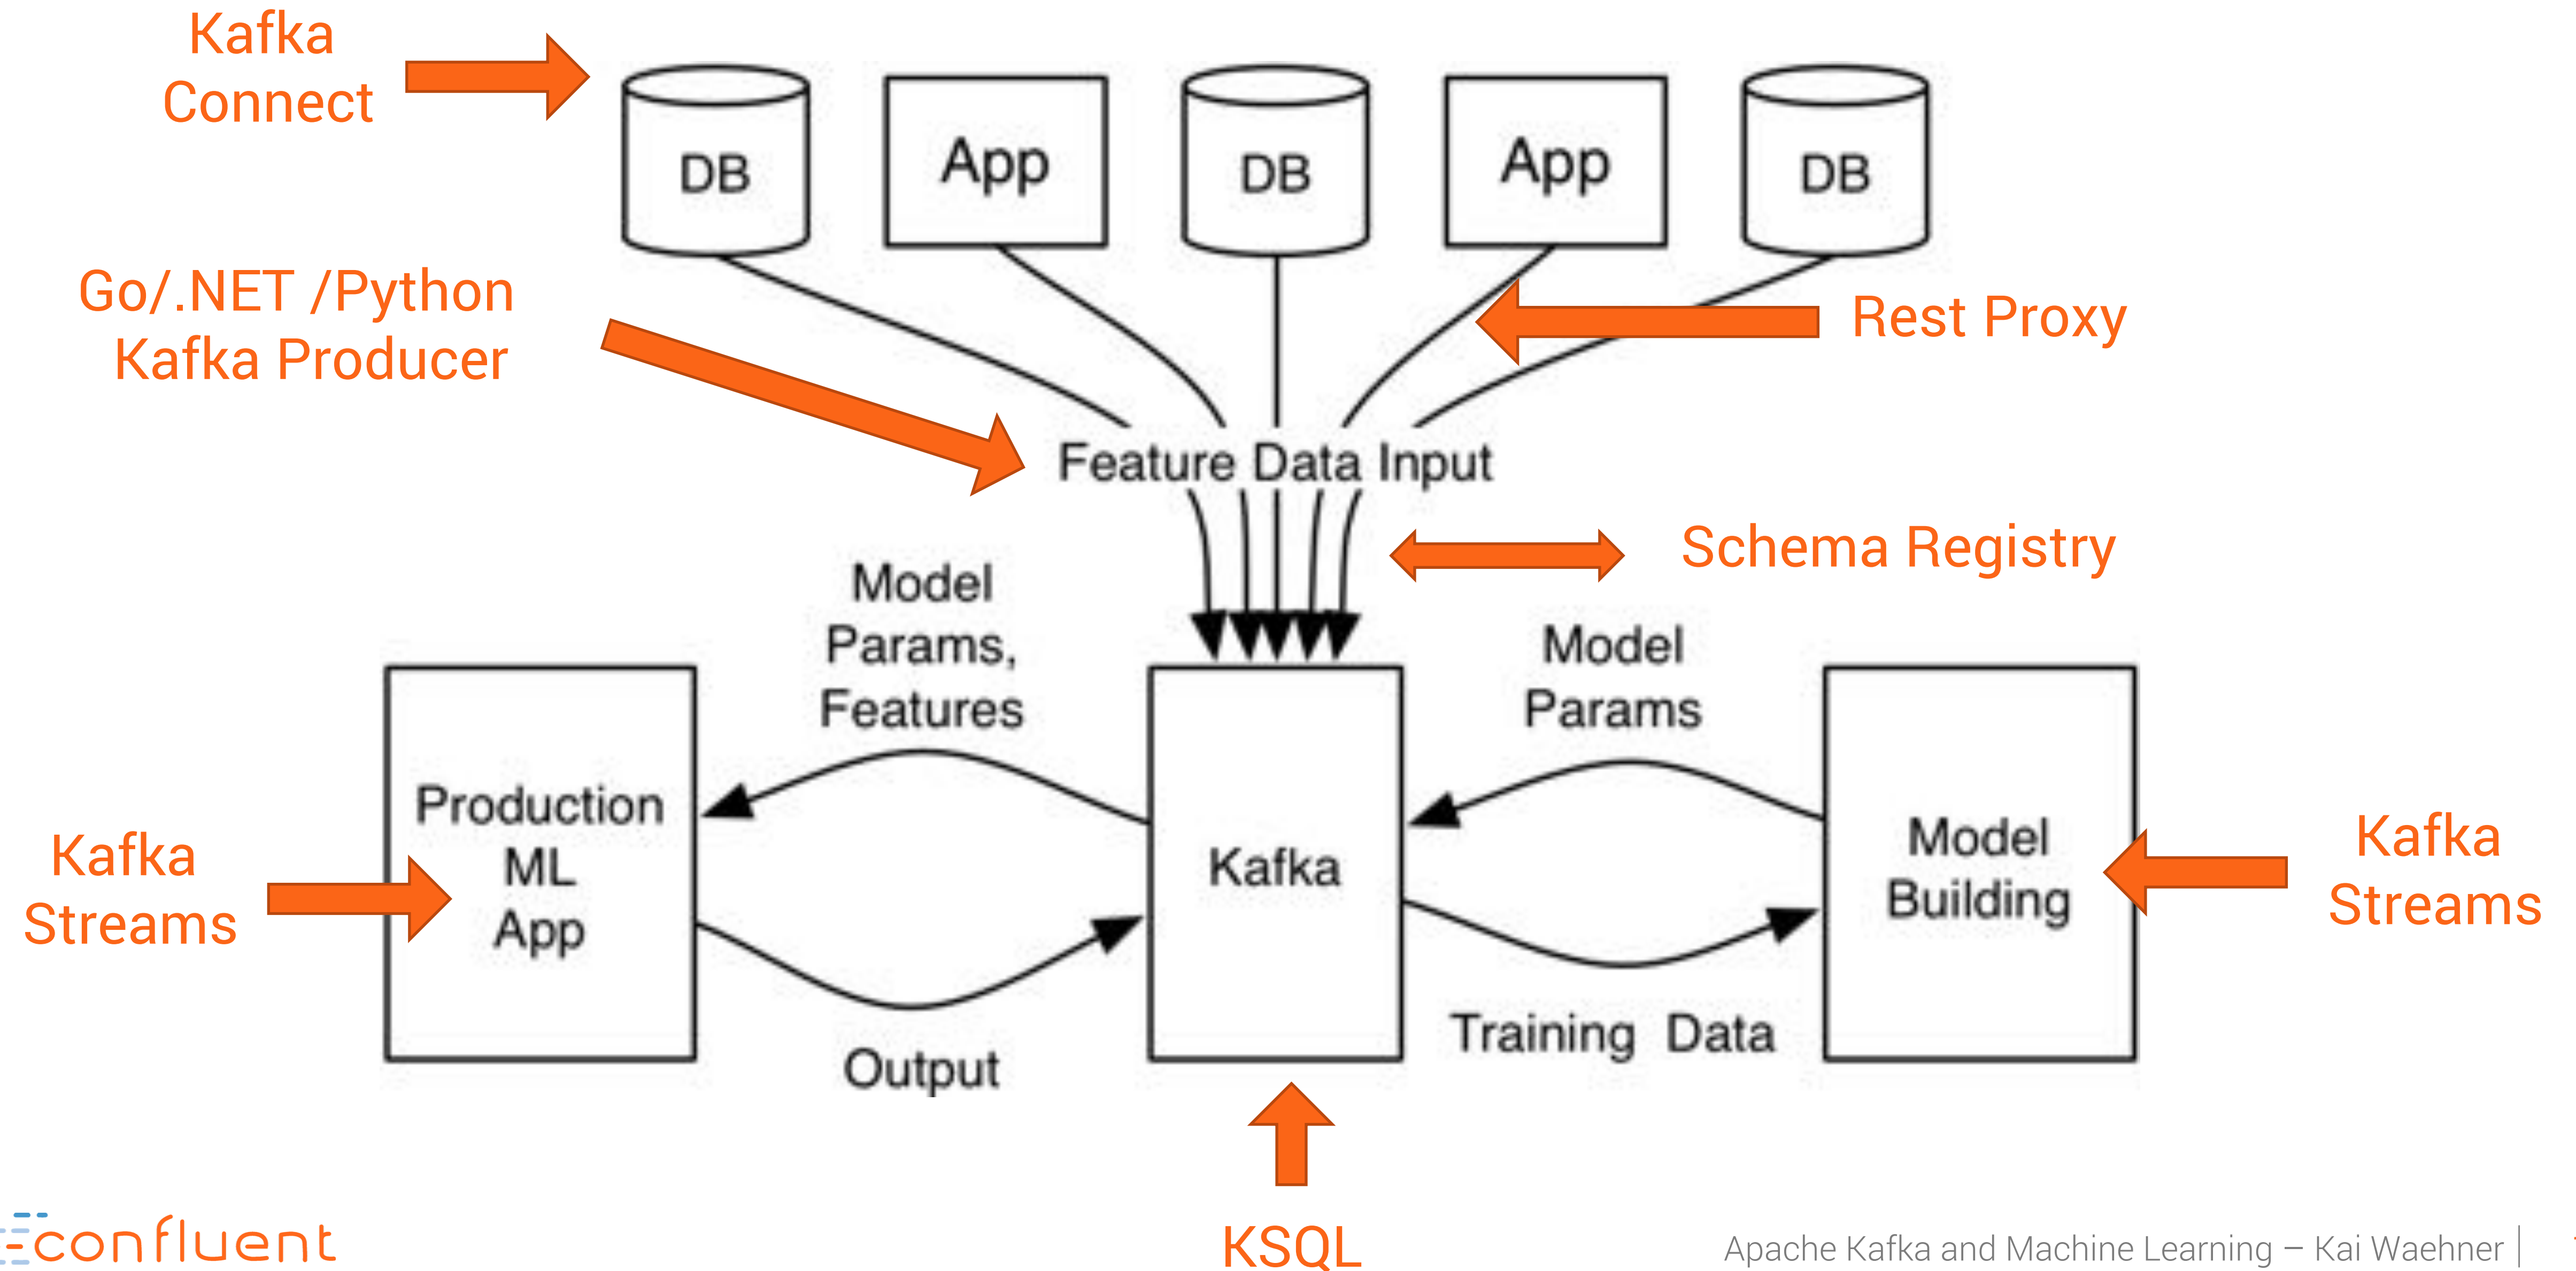 Kafka
Connect
DB
App
DB
App
DB
Go/.NET /Python
Kafka Producer
Rest Proxy
Feature Data Input
Schema Registry
Model
Params,
Features
Model
Params
Production
ML
App
Kafka
Model
Building
Kafka
Streams
Kafka
Streams
Output
Training Data
KSQL
confluent
Apache Kafka and Machine Learning – Kai Waehner